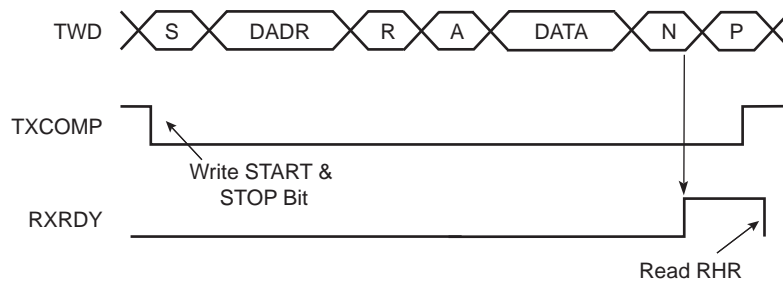 TWD S DADR R A DATA N P
TXCOMP
Write START &
STOP Bit
RXRDY
Read RHR